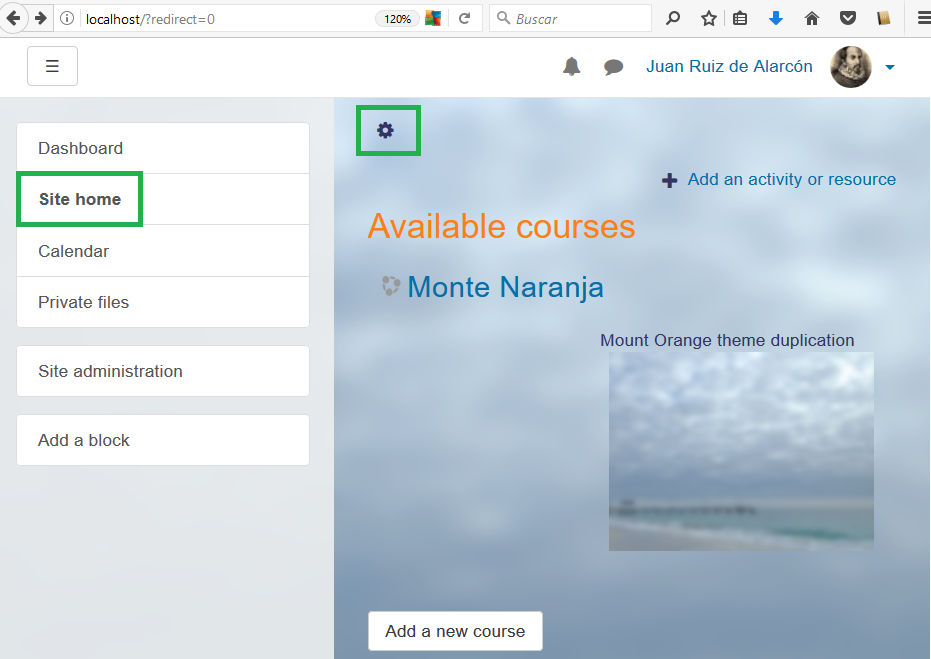 localhost/?redirect=0
120%
Buscar
Juan Ruiz de Alarcón
Dashboard
Site home
Calendar
Private files
Site administration
Add a block
Add an activity or resource
Available courses
Monte Naranja
Mount Orange theme duplication
Add a new course